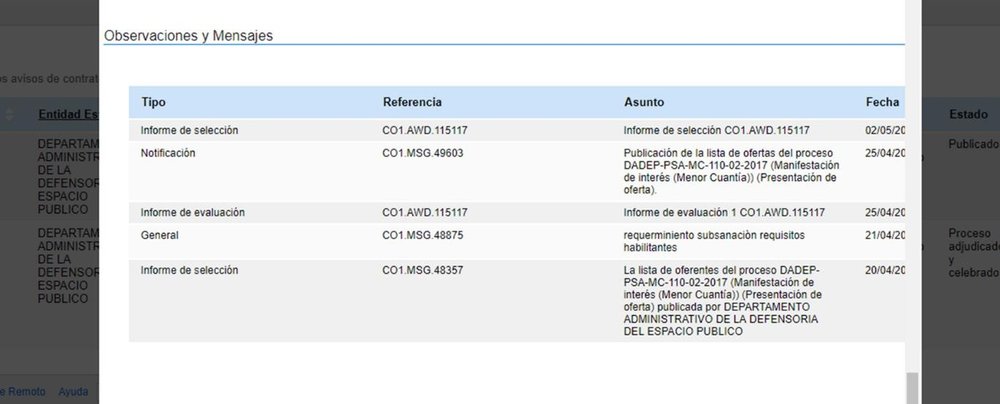 Observaciones y Mensajes
os avisos de contrat
Entidad Es
Estado
Tipo Referencia Asunto Fecha
Informe de selección CO1.AWD.115117 Informe de selección CO1.AWD.115117 02/05/20
Notificación CO1.MSG.49603 Publicación de la lista de ofertas del proceso 25/04/20
DADEP-PSA-MC-110-02-2017 (Manifestación
de interés (Menor Cuantía)) (Presentación de
oferta).
Informe de evaluación CO1.AWD.115117 Informe de evaluación 1 CO1.AWD.115117 25/04/20
General CO1.MSG.48875 requerminiento subsanaciòn requisitos 21/04/20
habilitantes
Informe de selección CO1.MSG.48357 La lista de oferentes del proceso DADEP- 20/04/20
PSA-MC-110-02-2017 (Manifestación de
interés (Menor Cuantía)) (Presentación de
oferta) publicada por DEPARTAMENTO
ADMINISTRATIVO DE LA DEFENSORIA
DEL ESPACIO PUBLICO
DEPARTAM
ADMINISTR
DE LA
DEFENSOR
ESPACIO
PUBLICO
Publicado
DEPARTAM
ADMINISTR
DE LA
DEFENSOR
ESPACIO
PUBLICO
Proceso
adjudicado
y
celebrado
e Remoto Ayuda